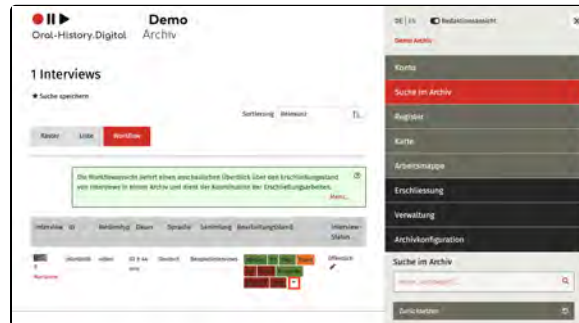 Demo
Oral-History.Digital Archiv
1 Interviews
★ Suche speichern
Sortierung Relevanz
Raster Liste Workflow
Die Workflowansicht liefert einen anschaulichen Überblick über den Erschließungsstand
von Interviews in einem Archiv und dient der Koordination der Erschließungsarbeiten.
Mehr...
Interview ID Medientyp Dauer Sprache Sammlung Bearbeitungsstand Interview-
Status
video Deutsch Öffentlich
DE | EN Redaktionsansicht
Demo Archiv
Konto
Suche im Archiv
Register
Karte
Arbeitsmappe
Erschliessung
Verwaltung
Archivkonfiguration
Suche im Archiv
Zurücksetzen